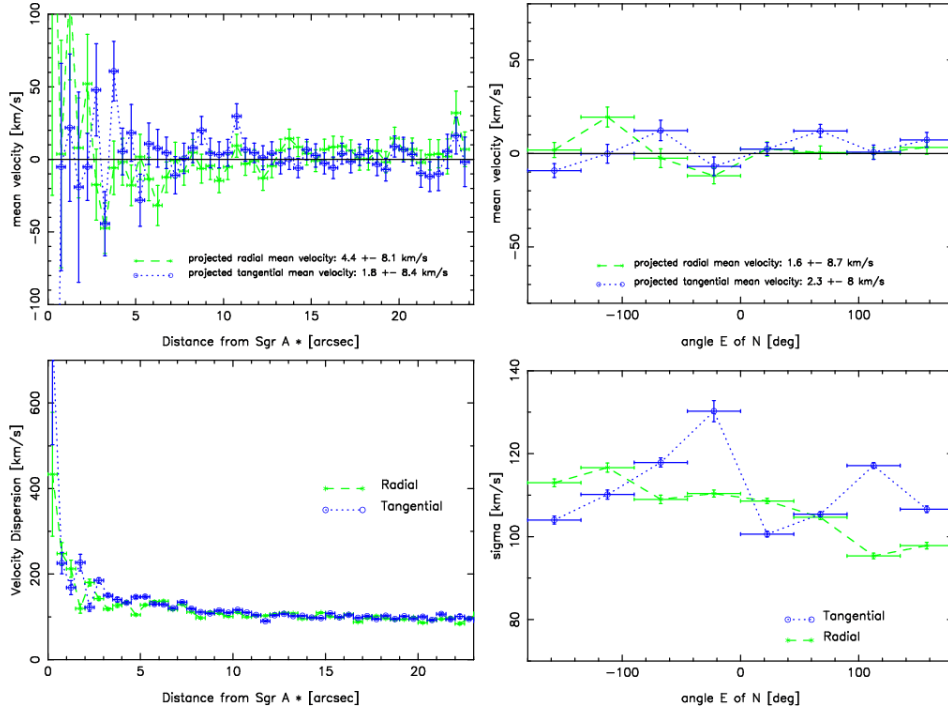 100
50
0
−50
−100
mean velocity [km/s]
projected radial mean velocity: 4.4 +− 8.1 km/s
projected tangential mean velocity: 1.8 +− 8.4 km/s
0 5 10 15 20
Distance from Sgr A * [arcsec]
50
0
−50
mean velocity [km/s]
projected radial mean velocity: 1.6 +− 8.7 km/s
projected tangential mean velocity: 2.3 +− 8 km/s
−100 0 100
angle E of N [deg]
600
400
200
0
Velocity Dispersion [km/s]
Radial
Tangential
0 5 10 15 20
Distance from Sgr A * [arcsec]
140
120
100
80
sigma [km/s]
Tangential
Radial
−100 0 100
angle E of N [deg]